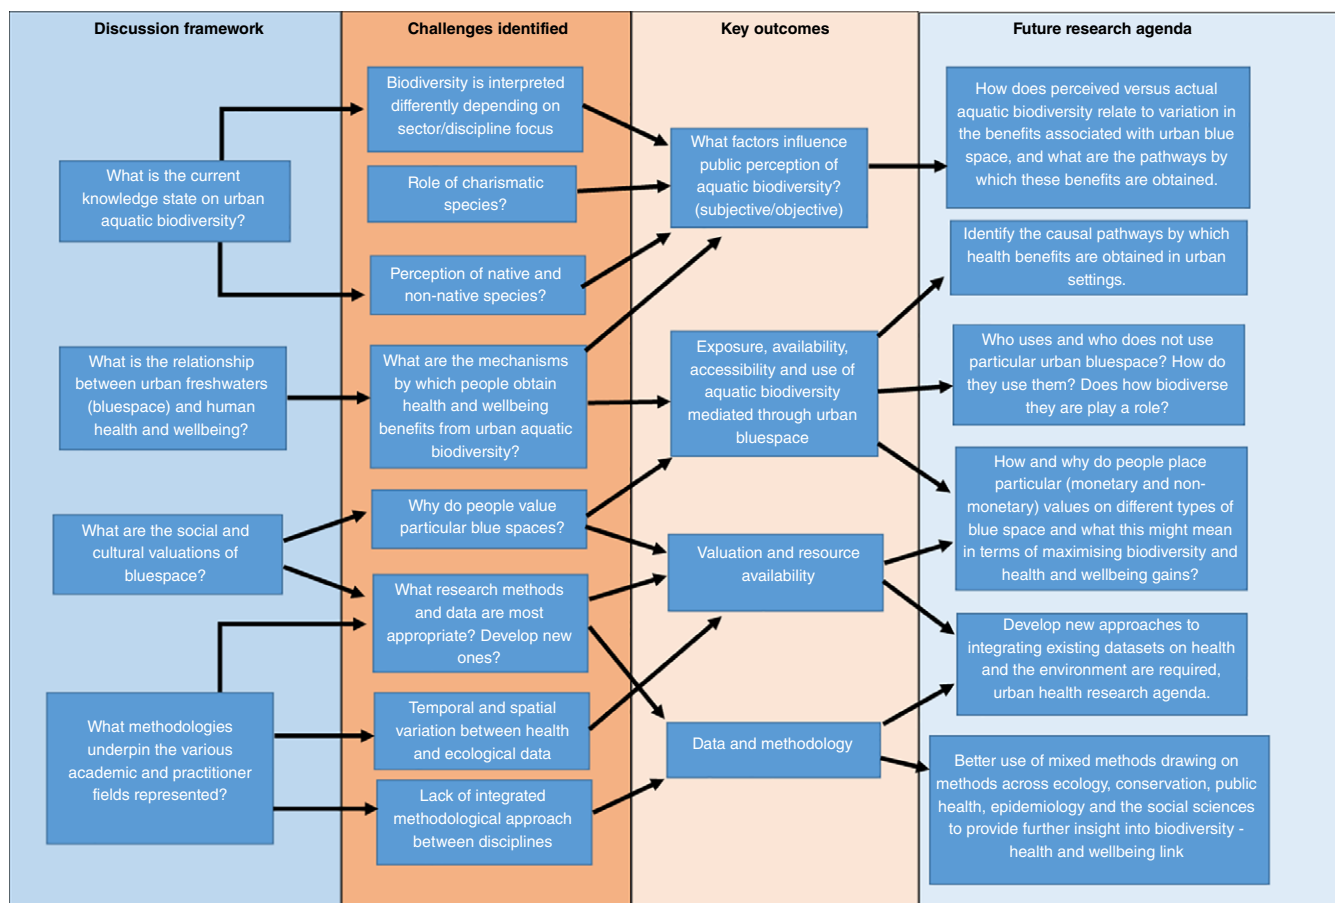 Discussion framework
What is the current
knowledge state on urban
aquatic biodiversity?
What is the relationship
between urban freshwaters
(bluespace) and human
health and wellbeing?
What are the social and
cultural valuations of
bluespace?
What methodologies
underpin the various
academic and practitioner
fields represented?
Challenges identified
Biodiversity is interpreted
differently depending on
sector/discipline focus
Role of charismatic
species?
Perception of native and
non-native species?
What are the mechanisms
by which people obtain
health and wellbeing
benefits from urban aquatic
biodiversity?
Why do people value
particular blue spaces?
What research methods
and data are most
appropriate? Develop new
ones?
Temporal and spatial
variation between health
and ecological data
Lack of integrated
methodological approach
between disciplines
Key outcomes
What factors influence
public perception of
aquatic biodiversity?
(subjective/objective)
Exposure, availability,
accessibility and use of
aquatic biodiversity
mediated through urban
bluespace
Valuation and resource
availability
Data and methodology
Future research agenda
How does perceived versus actual
aquatic biodiversity relate to variation in
the benefits associated with urban blue
space, and what are the pathways by
which these benefits are obtained.
Identify the causal pathways by which
health benefits are obtained in urban
settings.
Who uses and who does not use
particular urban bluespace? How do
they use them? Does how biodiverse
they are play a role?
How and why do people place
particular (monetary and non-
monetary) values on different types of
blue space and what this might mean
in terms of maximising biodiversity and
health and wellbeing gains?
Develop new approaches to
integrating existing datasets on health
and the environment are required,
urban health research agenda.
Better use of mixed methods drawing on
methods across ecology, conservation, public
health, epidemiology and the social sciences
to provide further insight into biodiversity -
health and wellbeing link